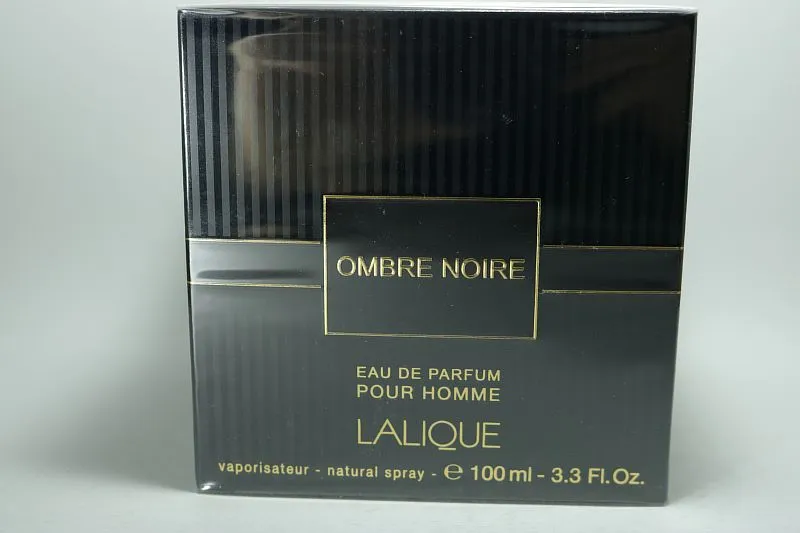 OMBRE NOIRE
EAU DE PARFUM
POUR HOMME
LALIQUE
vaporisateur - natural spray - ℮ 100 ml - 3.3 Fl.Oz.